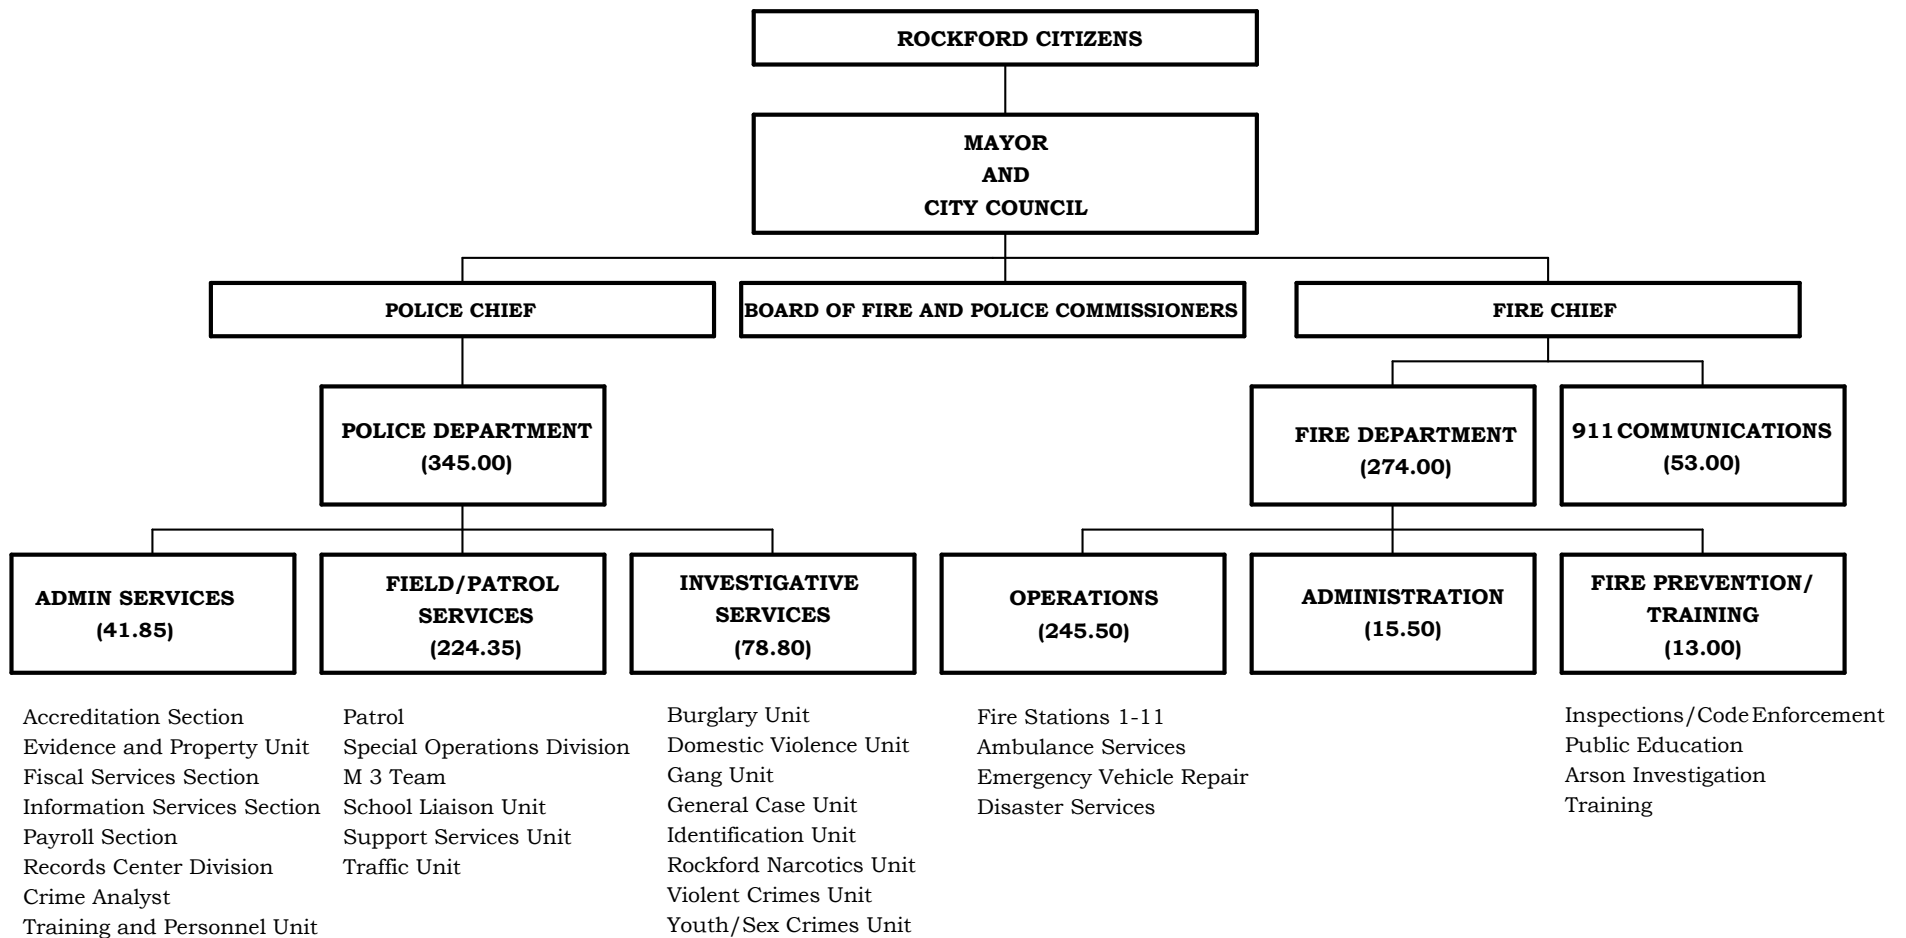 ROCKFORD CITIZENS
MAYOR
AND
CITY COUNCIL
POLICE CHIEF
BOARD OF FIRE AND POLICE COMMISSIONERS
FIRE CHIEF
POLICE DEPARTMENT
(345.00)
FIRE DEPARTMENT
(274.00)
911 COMMUNICATIONS
(53.00)
ADMIN SERVICES
(41.85)
FIELD/PATROL
SERVICES
(224.35)
INVESTIGATIVE
SERVICES
(78.80)
OPERATIONS
(245.50)
ADMINISTRATION
(15.50)
FIRE PREVENTION/
TRAINING
(13.00)
Accreditation Section
Evidence and Property Unit
Fiscal Services Section
Information Services Section
Payroll Section
Records Center Division
Crime Analyst
Training and Personnel Unit
Patrol
Special Operations Division
M 3 Team
School Liaison Unit
Support Services Unit
Traffic Unit
Burglary Unit
Domestic Violence Unit
Gang Unit
General Case Unit
Identification Unit
Rockford Narcotics Unit
Violent Crimes Unit
Youth/Sex Crimes Unit
Fire Stations 1-11
Ambulance Services
Emergency Vehicle Repair
Disaster Services
Inspections/Code Enforcement
Public Education
Arson Investigation
Training